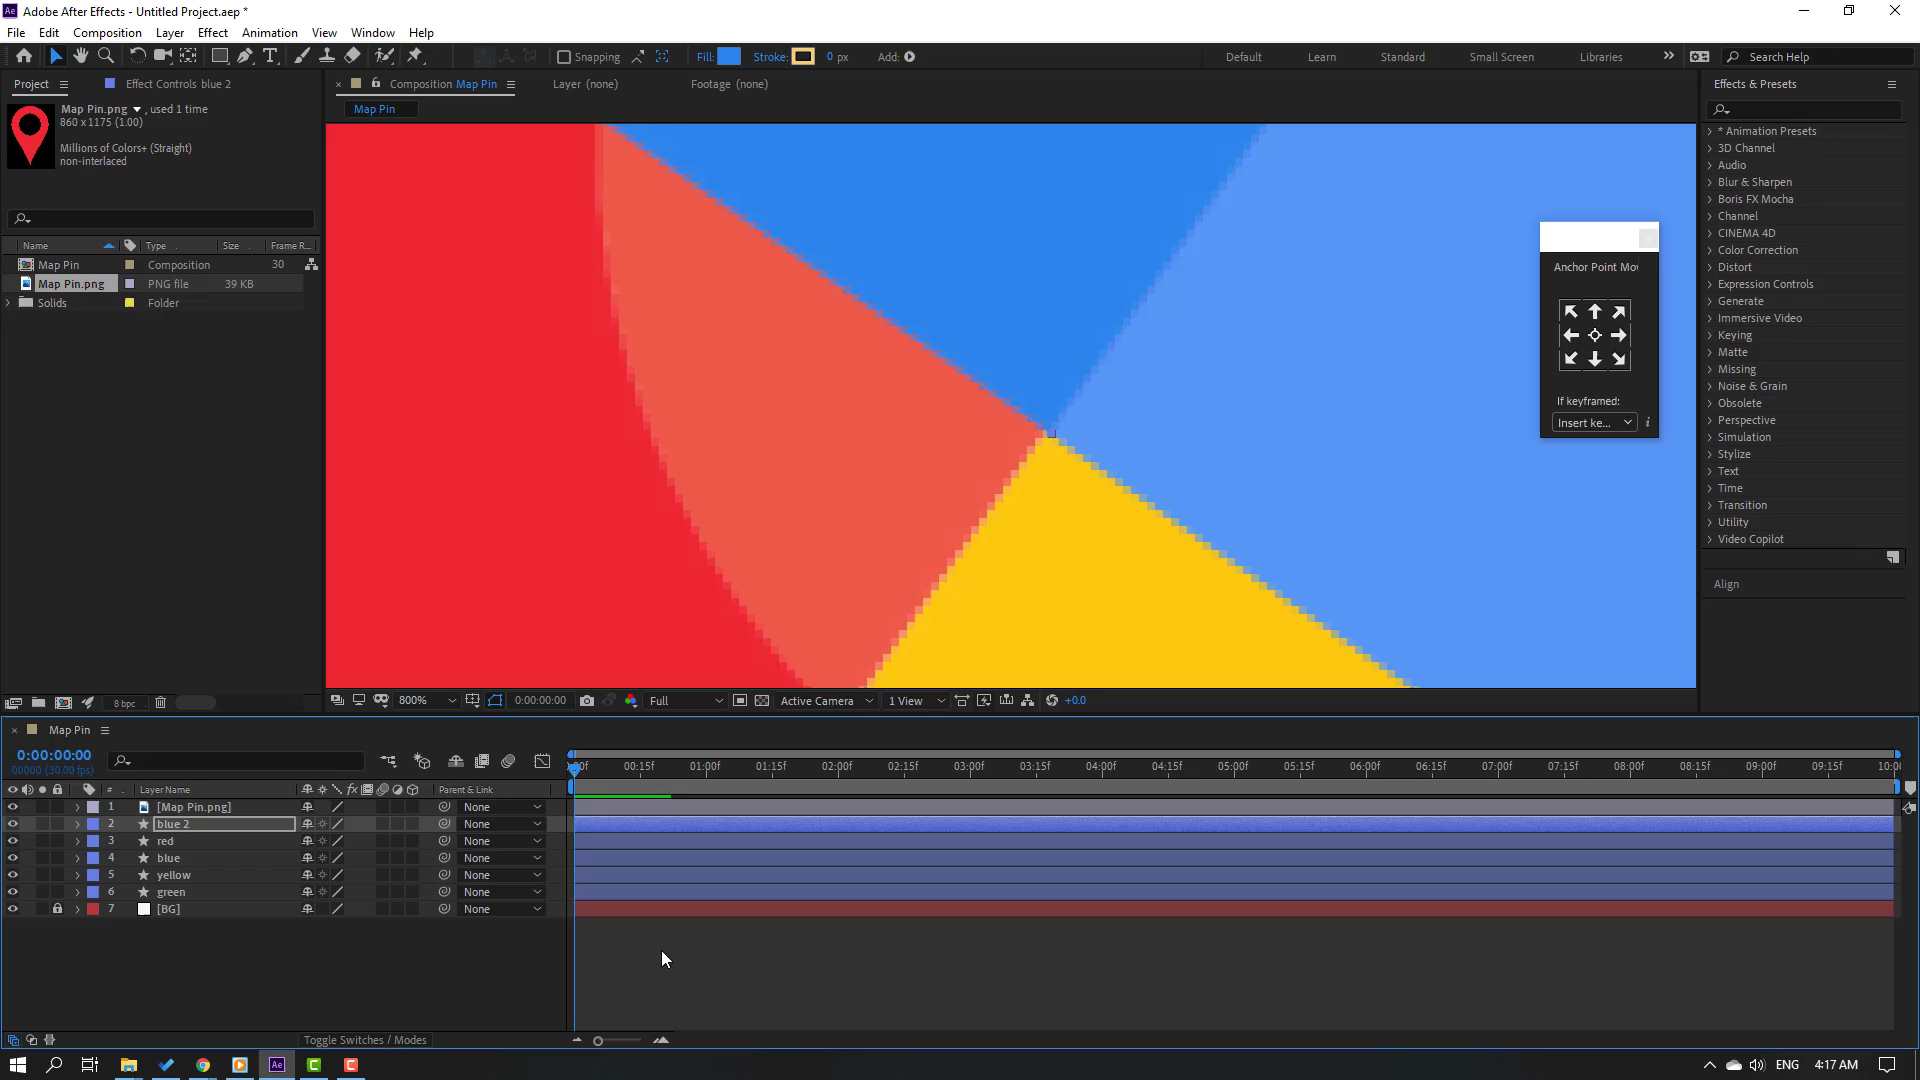 Adobe After Effects - Untitled Project.aep *
File Edit Composition Layer Effect Animation View Window Help
Snapping Fill: Stroke: 0 px Add: Default Learn Standard Small Screen Libraries Search Help
Project Effect Controls blue 2 Composition Map Pin Layer (none) Footage (none) Effects & Presets
Map Pin.png , used 1 time
860 x 1175 (1.00)
Millions of Colors+ (Straight)
non-interlaced
Name Type Size Frame R...
Map Pin Composition 30
Map Pin.png PNG file 39 KB
Solids Folder
8 bpc
Map Pin
Anchor Point Mov
If keyframed:
Insert ke...
800% 0:00:00:00 Full Active Camera 1 View +0.0
* Animation Presets
3D Channel
Audio
Blur & Sharpen
Boris FX Mocha
Channel
CINEMA 4D
Color Correction
Distort
Expression Controls
Generate
Immersive Video
Keying
Matte
Missing
Noise & Grain
Obsolete
Perspective
Simulation
Stylize
Text
Time
Transition
Utility
Video Copilot
Align
Map Pin
0:00:00:00
00000 (30.00 fps)
00f 00:15f 01:00f 01:15f 02:00f 02:15f 03:00f 03:15f 04:00f 04:15f 05:00f 05:15f 06:00f 06:15f 07:00f 07:15f 08:00f 08:15f 09:00f 09:15f 10:00
# Layer Name Parent & Link
1 [Map Pin.png] None
2 blue 2 None
3 red None
4 blue None
5 yellow None
6 green None
7 [BG] None
Toggle Switches / Modes
ENG 4:17 AM